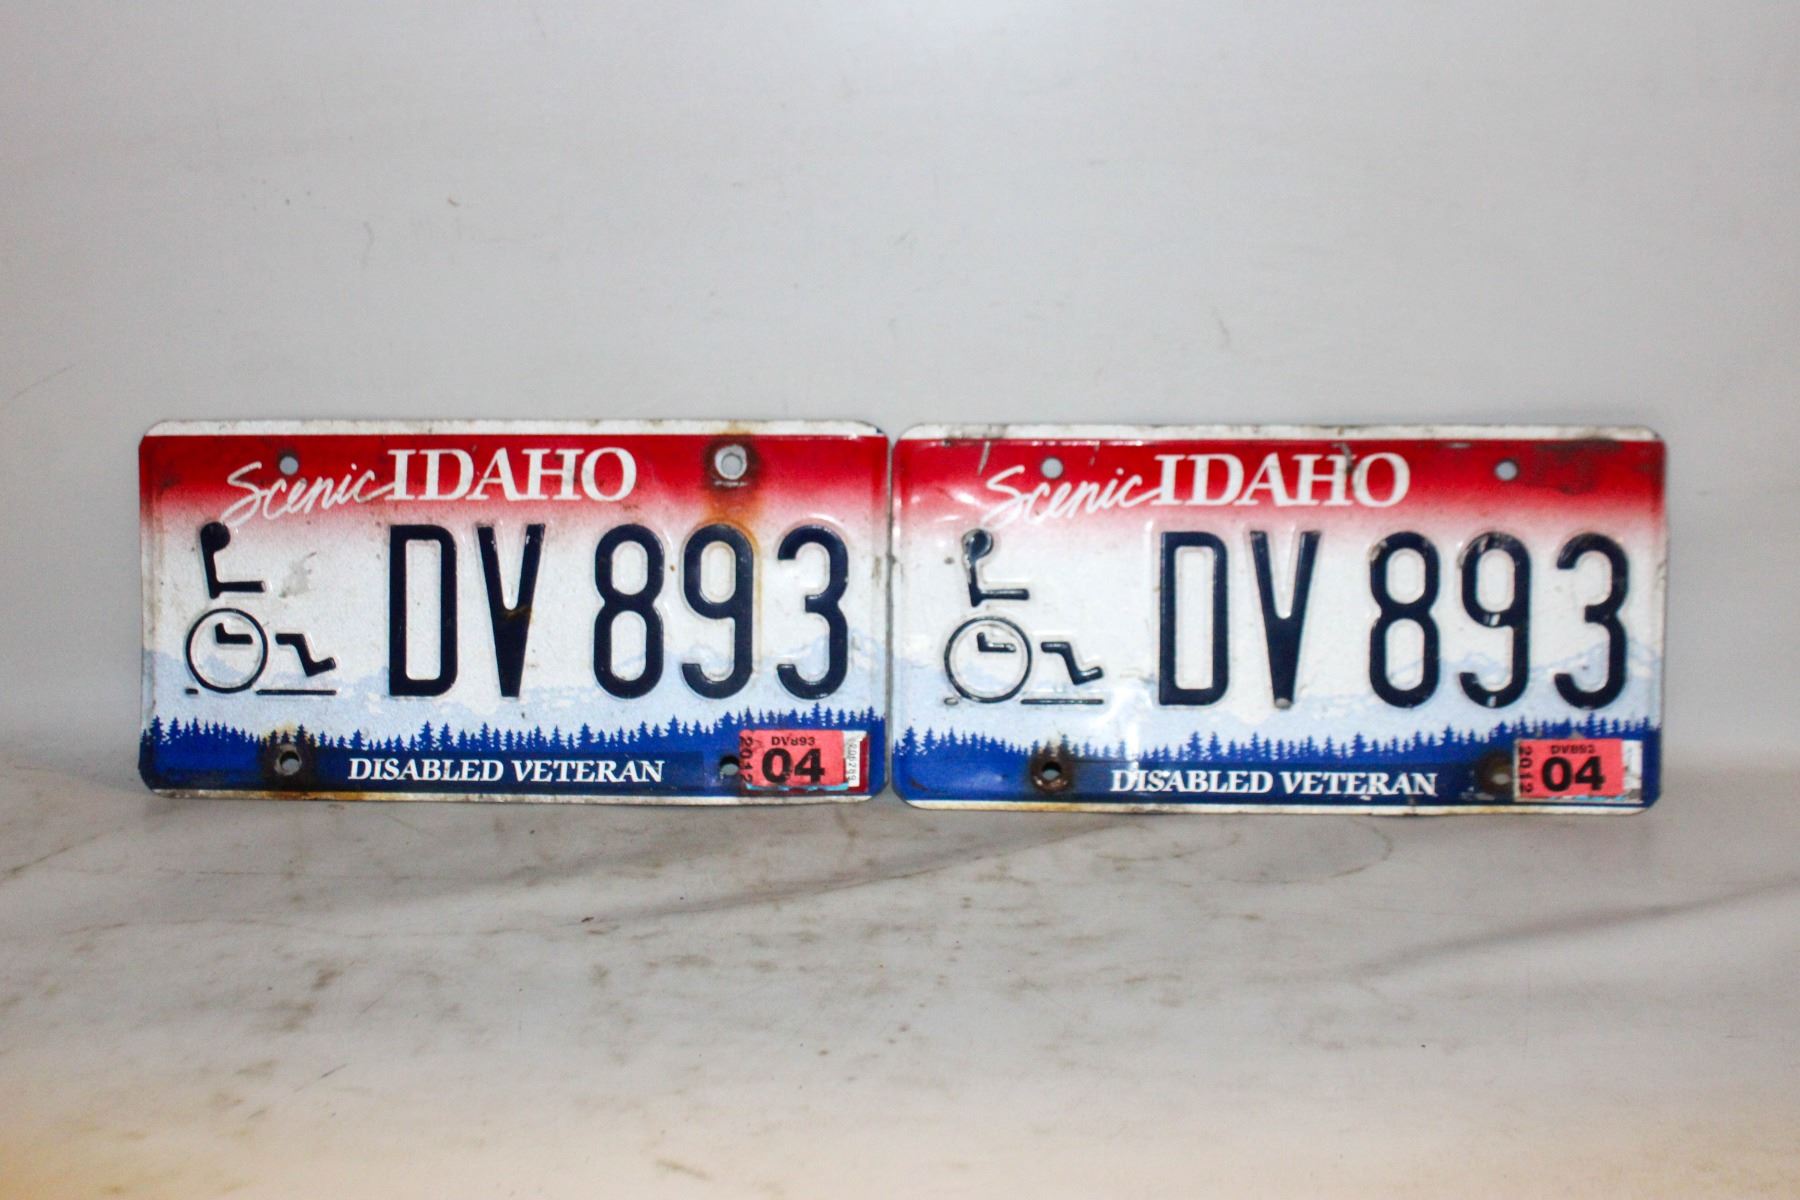 Scenic IDAHO
DV 893
DV893
2012
04
DISABLED VETERAN
Scenic IDAHO
DV 893
DV893
2012
04
DISABLED VETERAN